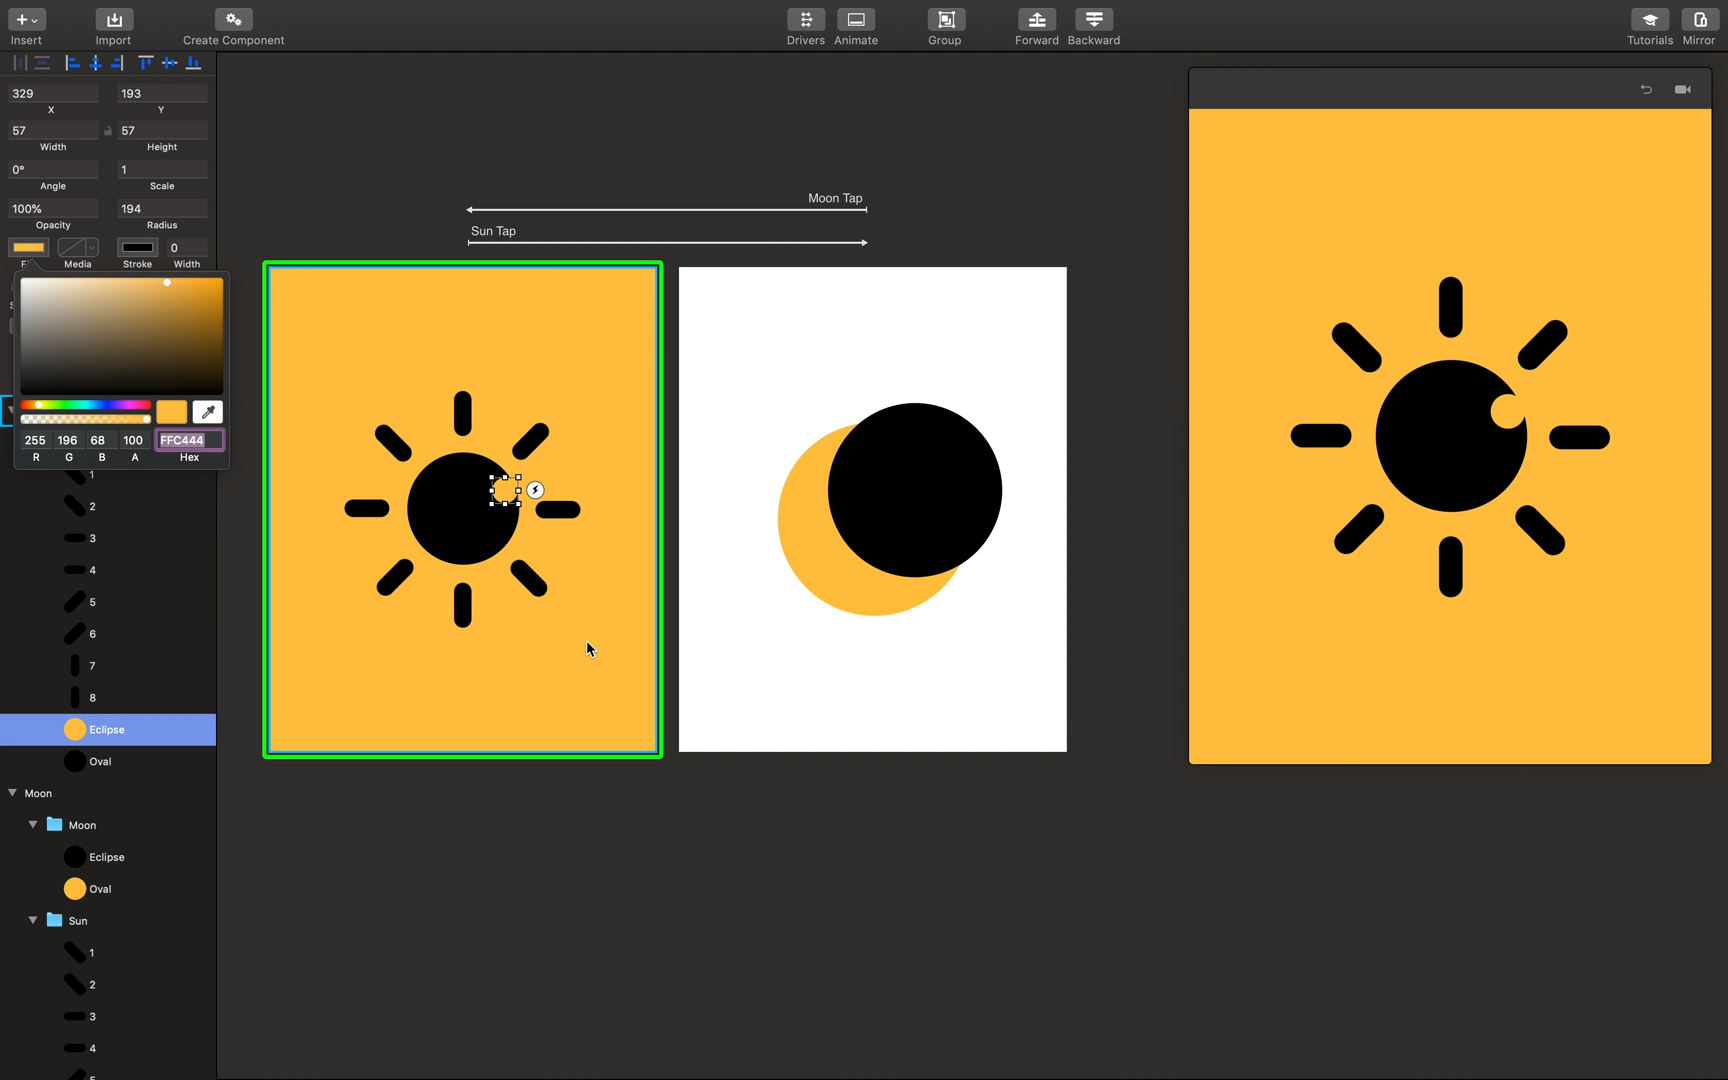 Insert
Import
Create Component
Drivers
Animate
Group
Forward
Backward
Tutorials
Mirror
329
193
X
Y
57
57
Width
Height
0°
1
Angle
Scale
100%
194
Opacity
Radius
0
Media
Stroke
Width
255
196
68
100
FFC444
R
G
B
A
Hex
1
2
3
4
5
6
7
8
Eclipse
Oval
Moon
Moon
Eclipse
Oval
Sun
1
2
3
4
Moon Tap
Sun Tap